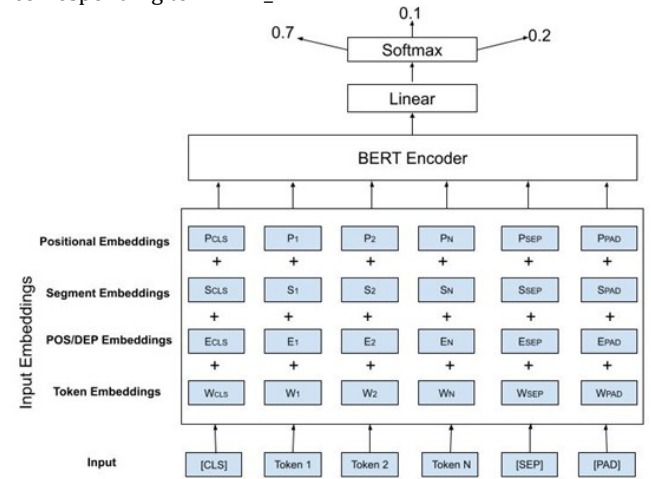 0.1
0.7
0.2
Softmax
Linear
BERT Encoder
Input Embeddings
Positional Embeddings PCLS P1 P2 PN PSEP PPAD
+ + + + + +
Segment Embeddings SCLS S1 S2 SN SSEP SPAD
+ + + + + +
POS/DEP Embeddings ECLS E1 E2 EN ESEP EPAD
+ + + + + +
Token Embeddings WCLS W1 W2 WN WSEP WPAD
Input [CLS] Token 1 Token 2 Token N [SEP] [PAD]